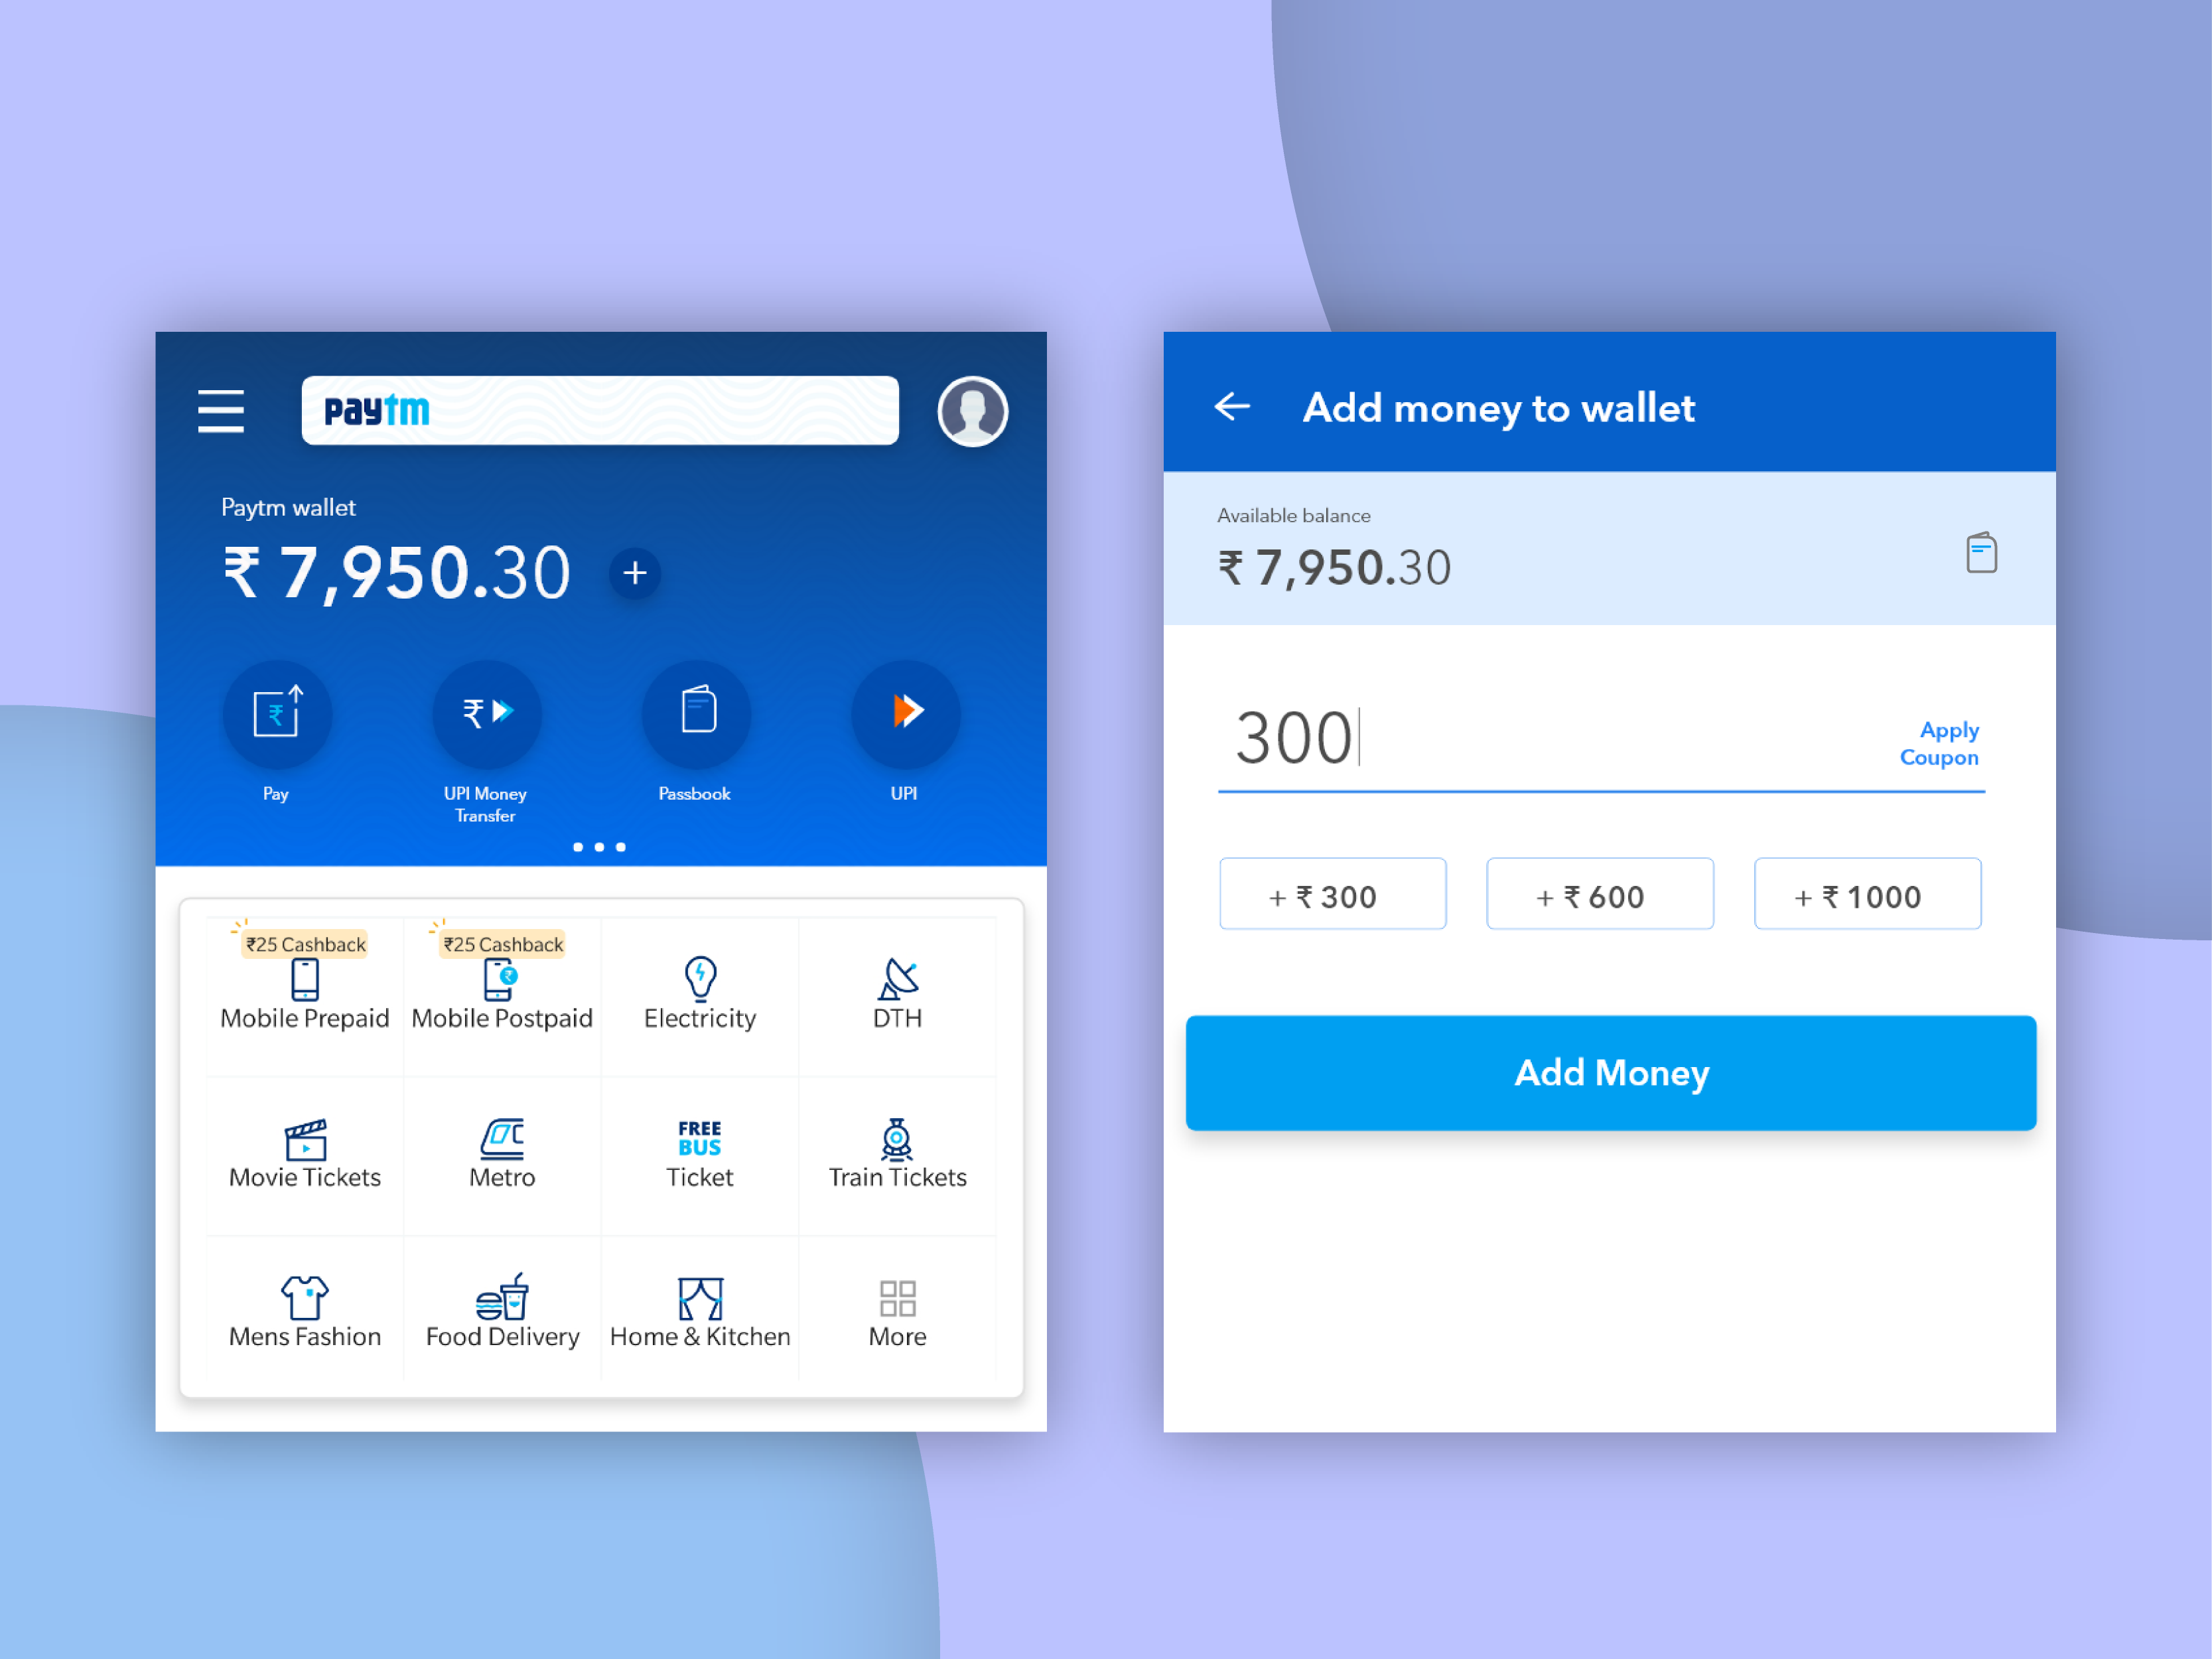 paytm
Paytm wallet
₹ 7,950.30 +
₹
₹
Pay
UPI Money
Transfer
Passbook
UPI
₹25 Cashback
₹25 Cashback
₹
Mobile Prepaid
Mobile Postpaid
Electricity
DTH
FREE
BUS
Movie Tickets
Metro
Ticket
Train Tickets
Mens Fashion
Food Delivery
Home & Kitchen
More
Add money to wallet
Available balance
₹ 7,950.30
300
Apply
Coupon
+ ₹ 300
+ ₹ 600
+ ₹ 1000
Add Money